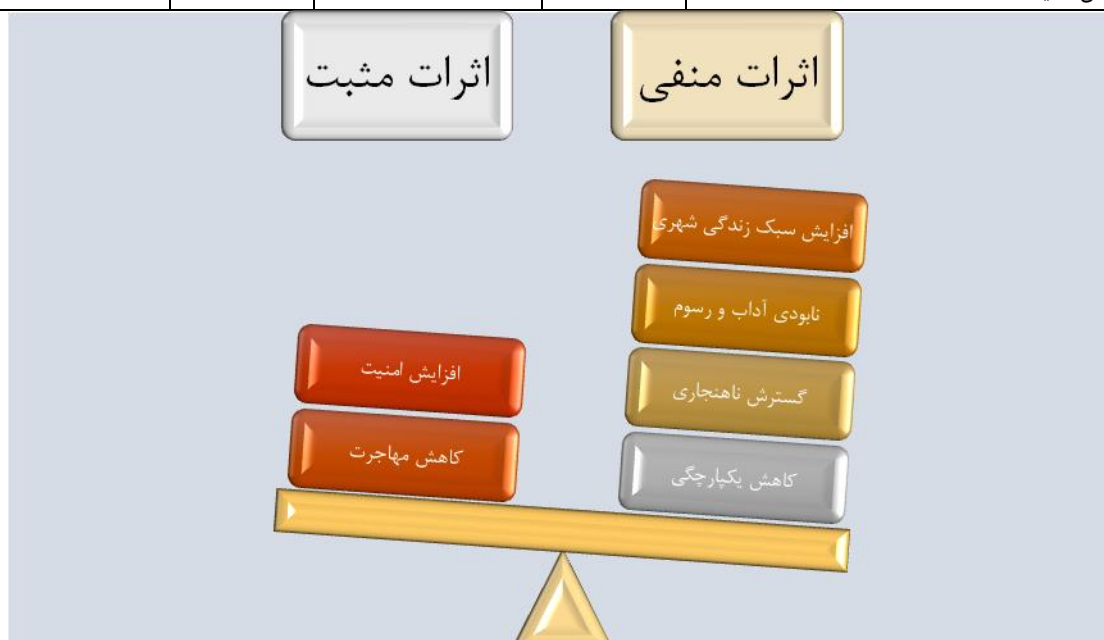 اثرات منفی
اثرات مثبت
افزایش سبک زندگی شهری
نابودی آداب و رسوم
گسترش ناهنجاری
کاهش یکپارچگی
افزایش امنیت
کاهش مهاجرت